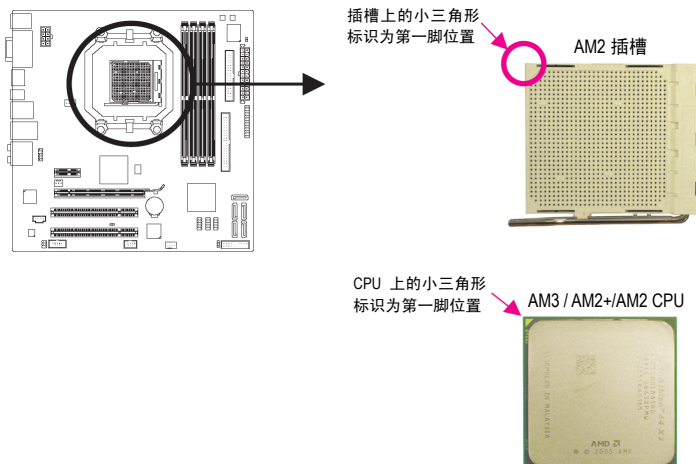 插槽上的小三角形
标识为第一脚位置
AM2 插槽
CPU 上的小三角形
标识为第一脚位置
AM3 / AM2+/AM2 CPU
AMD